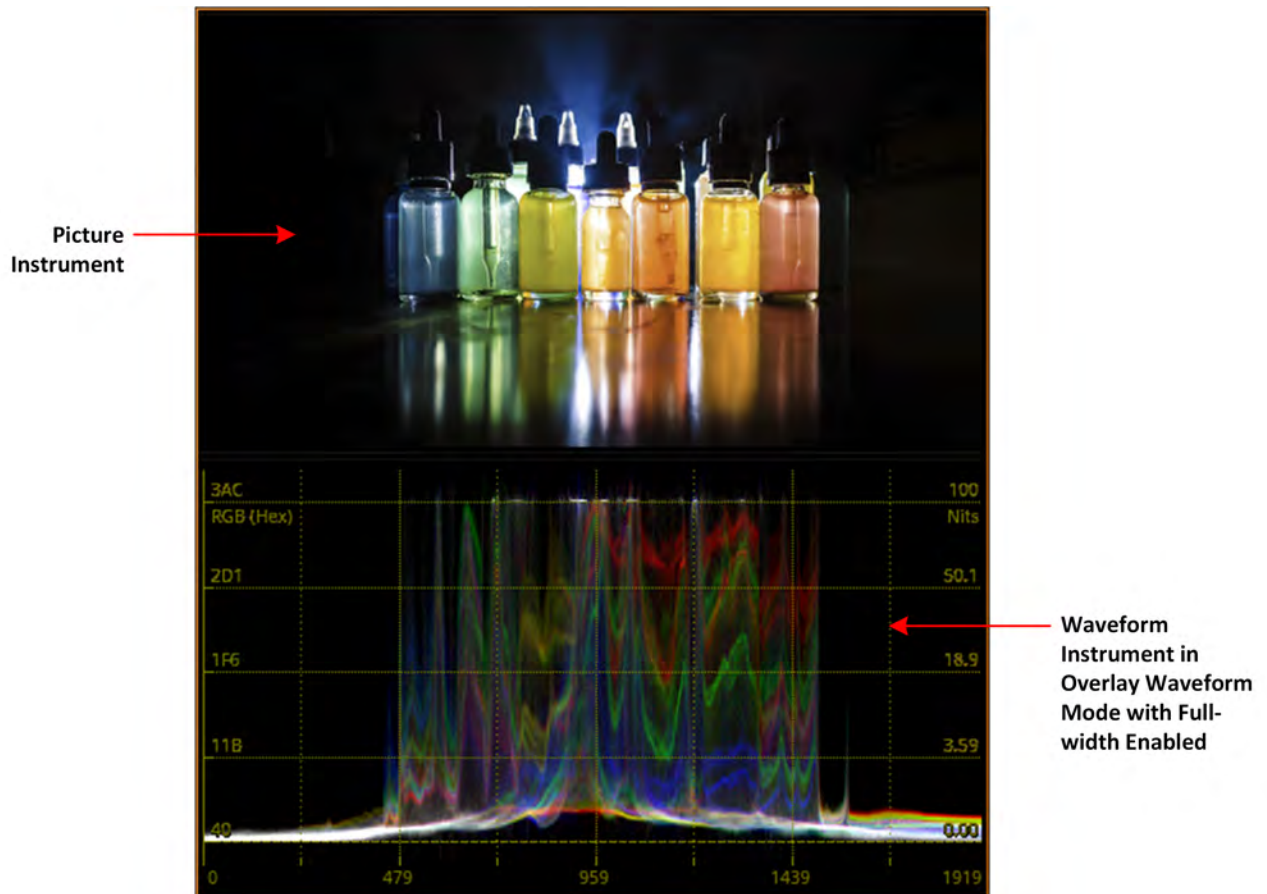 Picture
Instrument
3AC 100
RGB (Hex) Nits
2D1 50.1
Waveform
Instrument in
Overlay Waveform
Mode with Full-
width Enabled
1F6 18.9
11B 3.59
40 0.00
0 479 959 1439 1919